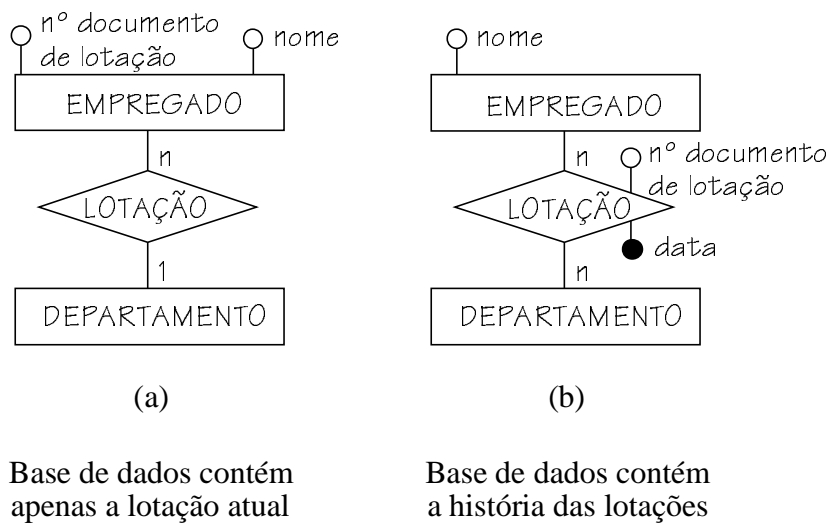 nº documento
de lotação
nome
EMPREGADO
n
LOTAÇÃO
1
DEPARTAMENTO
(a)
Base de dados contém
apenas a lotação atual
nome
EMPREGADO
n
nº documento
de lotação
LOTAÇÃO
data
n
DEPARTAMENTO
(b)
Base de dados contém
a história das lotações